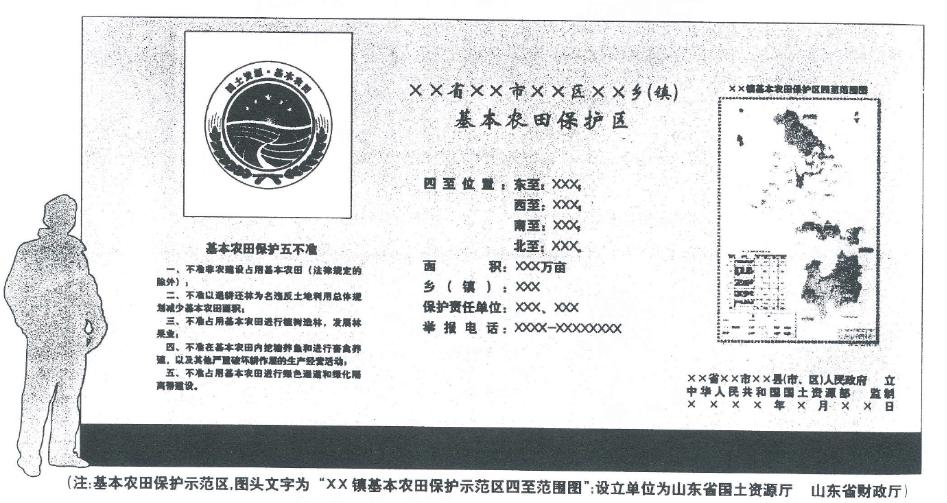 国土资源·基本农田
基本农田保护五不准
一、不准非农建设占用基本农田（法律规定的
除外）；
二、不准以退耕还林为名违反土地利用总体规
划减少基本农田面积；
三、不准占用基本农田进行植树造林，发展林
果业；
四、不准在基本农田内挖塘养鱼和进行畜禽养
殖，以及其他严重破坏耕作层的生产经营活动；
五、不准占用基本农田进行绿色通道和绿化隔
离带建设。
××省××市××区××乡(镇)
基本农田保护区
四至位置：东至：XXX；
西至：XXX；
南至：XXX；
北至：XXX。
面 积：XXX万亩
乡（镇）：XXX
保护责任单位：XXX、XXX
举报电话：XXXX-XXXXXXXX
××镇基本农田保护区四至范围图
××省××市××县(市、区)人民政府 立
中华人民共和国国土资源部 监制
××××年×月××日
(注:基本农田保护示范区,图头文字为“××镇基本农田保护示范区四至范围图”;设立单位为山东省国土资源厅 山东省财政厅)